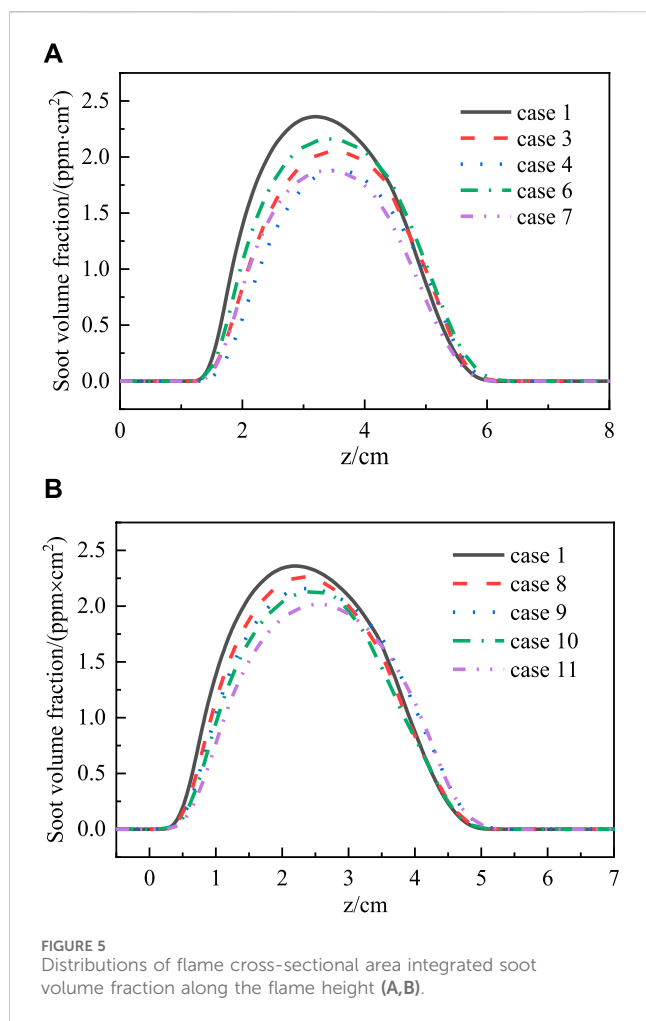 A
Soot volume fraction/(ppm·cm²)
2.5
2.0
1.5
1.0
0.5
0.0
case 1
case 3
case 4
case 6
case 7
0 2 4 6 8
z/cm
B
Soot volume fraction/(ppm×cm²)
2.5
2.0
1.5
1.0
0.5
0.0
case 1
case 8
case 9
case 10
case 11
0 1 2 3 4 5 6 7
z/cm
FIGURE 5
Distributions of flame cross-sectional area integrated soot
volume fraction along the flame height (A,B).